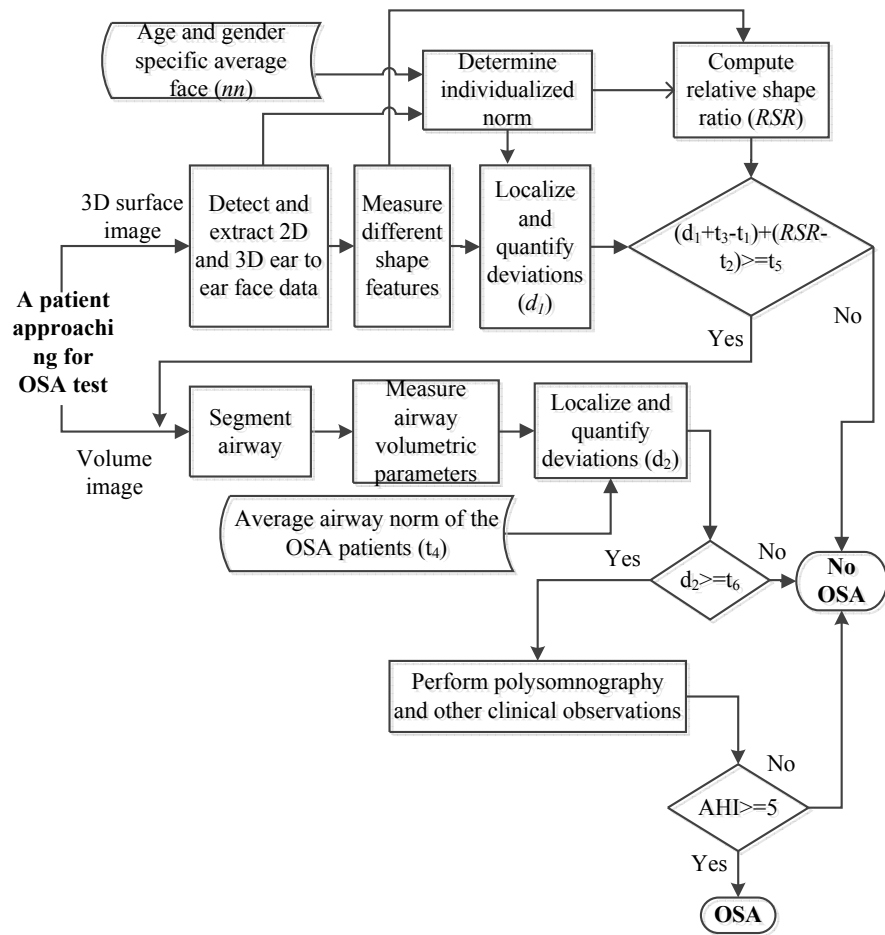 Age and gender
specific average
face (nn)
Determine
individualized
norm
Compute
relative shape
ratio (RSR)
3D surface
image
Detect and
extract 2D
and 3D ear to
ear face data
Measure
different
shape
features
Localize
and
quantify
deviations
(d₁)
(d₁+t₃-t₁)+(RSR-
t₂)>=t₅
Yes
No
A patient
approachi
ng for
OSA test
Volume
image
Segment
airway
Measure
airway
volumetric
parameters
Localize and
quantify
deviations (d₂)
Average airway norm of the
OSA patients (t₄)
Yes
d₂>=t₆
No
No
OSA
Perform polysomnography
and other clinical observations
No
AHI>=5
Yes
OSA